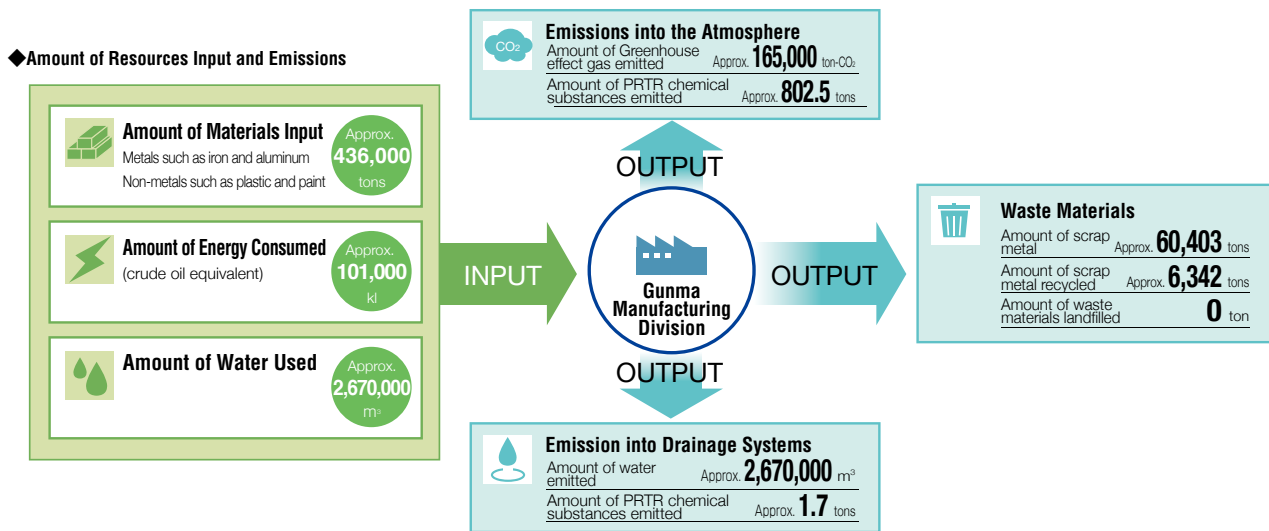 ◆Amount of Resources Input and Emissions
Amount of Materials Input
Metals such as iron and aluminum
Non-metals such as plastic and paint
Approx.
436,000
tons
Amount of Energy Consumed
(crude oil equivalent)
Approx.
101,000
kl
Amount of Water Used
Approx.
2,670,000
m³
INPUT
Gunma
Manufacturing
Division
OUTPUT
CO₂
Emissions into the Atmosphere
Amount of Greenhouse
effect gas emitted Approx. 165,000 ton-CO₂
Amount of PRTR chemical
substances emitted Approx. 802.5 tons
OUTPUT
Waste Materials
Amount of scrap
metal Approx. 60,403 tons
Amount of scrap
metal recycled Approx. 6,342 tons
Amount of waste
materials landfilled 0 ton
OUTPUT
Emission into Drainage Systems
Amount of water
emitted Approx. 2,670,000 m³
Amount of PRTR chemical
substances emitted Approx. 1.7 tons